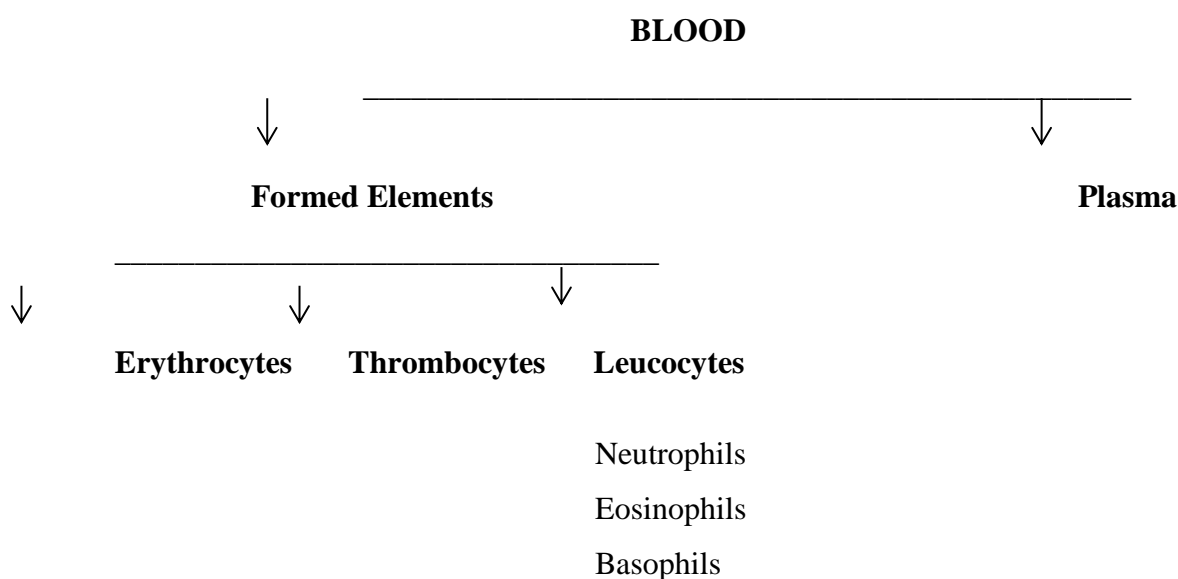 BLOOD
Formed Elements Plasma
Erythrocytes Thrombocytes Leucocytes
Neutrophils
Eosinophils
Basophils